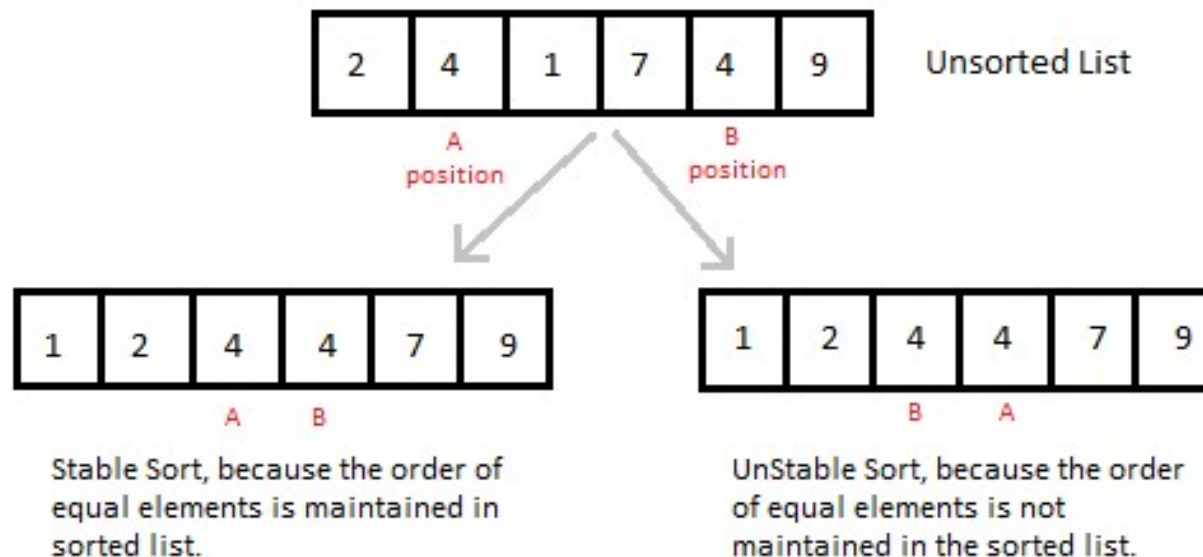 2 4 1 7 4 9 Unsorted List
A B
position position
1 2 4 4 7 9
A B
Stable Sort, because the order of
equal elements is maintained in
sorted list.
1 2 4 4 7 9
B A
UnStable Sort, because the order
of equal elements is not
maintained in the sorted list.